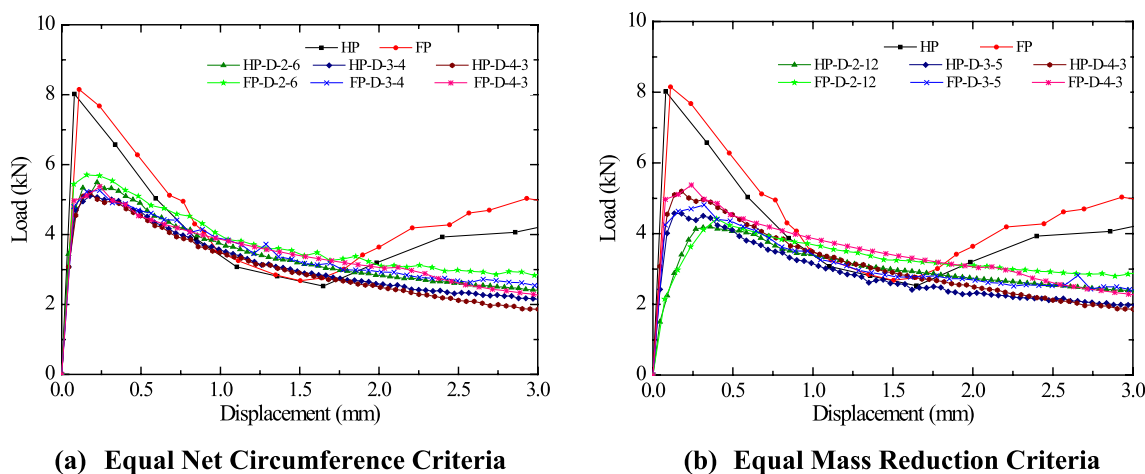 10
8
6
4
2
0
Load (kN)
HP FP
HP-D-2-6 HP-D-3-4 HP-D-4-3
FP-D-2-6 FP-D-3-4 FP-D-4-3
0.0 0.5 1.0 1.5 2.0 2.5 3.0
Displacement (mm)
(a) Equal Net Circumference Criteria
10
8
6
4
2
0
Load (kN)
HP FP
HP-D-2-12 HP-D-3-5 HP-D-4-3
FP-D-2-12 FP-D-3-5 FP-D-4-3
0.0 0.5 1.0 1.5 2.0 2.5 3.0
Displacement (mm)
(b) Equal Mass Reduction Criteria